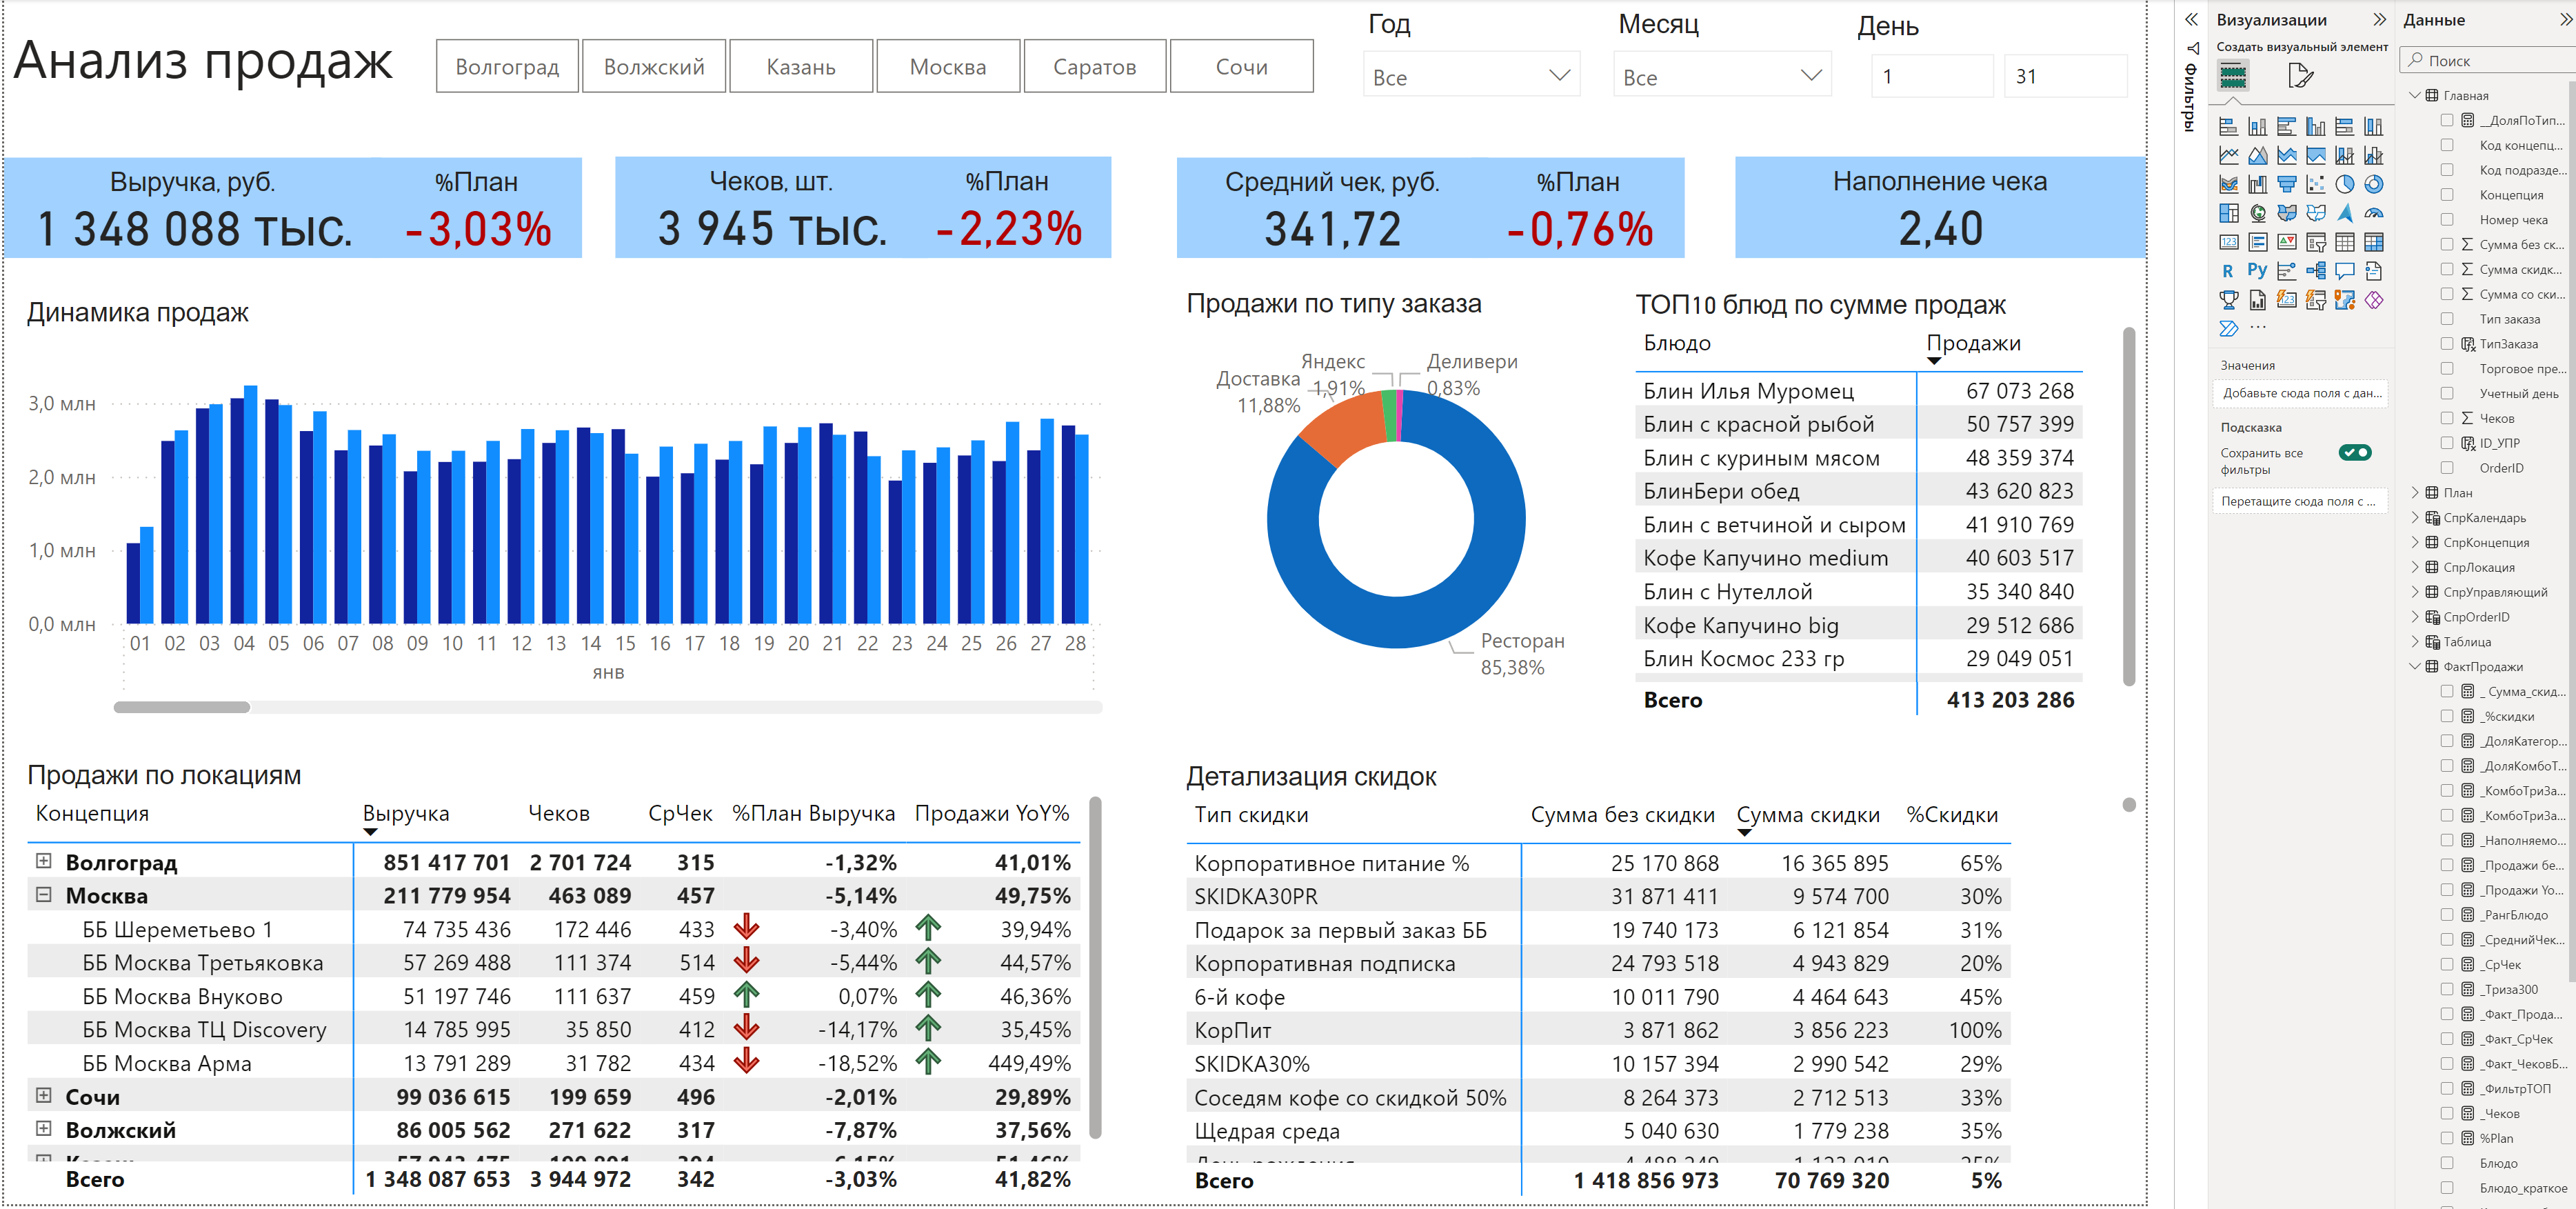 Анализ продаж
Волгоград Волжский Казань Москва Саратов Сочи
Год Месяц День
Все Все 1 31
Выручка, руб. %План
1 348 088 тыс. -3,03%
Чеков, шт. %План
3 945 тыс. -2,23%
Средний чек, руб. %План
341,72 -0,76%
Наполнение чека
2,40
Динамика продаж
3,0 млн
2,0 млн
1,0 млн
0,0 млн
01 02 03 04 05 06 07 08 09 10 11 12 13 14 15 16 17 18 19 20 21 22 23 24 25 26 27 28
янв
Продажи по типу заказа
Яндекс
1,91%
Деливери
0,83%
Доставка
11,88%
Ресторан
85,38%
ТОП10 блюд по сумме продаж
Блюдо Продажи
Блин Илья Муромец 67 073 268
Блин с красной рыбой 50 757 399
Блин с куриным мясом 48 359 374
БлинБери обед 43 620 823
Блин с ветчиной и сыром 41 910 769
Кофе Капучино medium 40 603 517
Блин с Нутеллой 35 340 840
Кофе Капучино big 29 512 686
Блин Космос 233 гр 29 049 051
Всего 413 203 286
Продажи по локациям
Концепция Выручка Чеков СрЧек %План Выручка Продажи YoY%
Волгоград 851 417 701 2 701 724 315 -1,32% 41,01%
Москва 211 779 954 463 089 457 -5,14% 49,75%
ББ Шереметьево 1 74 735 436 172 446 433 -3,40% 39,94%
ББ Москва Третьяковка 57 269 488 111 374 514 -5,44% 44,57%
ББ Москва Внуково 51 197 746 111 637 459 0,07% 46,36%
ББ Москва ТЦ Discovery 14 785 995 35 850 412 -14,17% 35,45%
ББ Москва Арма 13 791 289 31 782 434 -18,52% 449,49%
Сочи 99 036 615 199 659 496 -2,01% 29,89%
Волжский 86 005 562 271 622 317 -7,87% 37,56%
Всего 1 348 087 653 3 944 972 342 -3,03% 41,82%
Детализация скидок
Тип скидки Сумма без скидки Сумма скидки %Скидки
Корпоративное питание % 25 170 868 16 365 895 65%
SKIDKA30PR 31 871 411 9 574 700 30%
Подарок за первый заказ ББ 19 740 173 6 121 854 31%
Корпоративная подписка 24 793 518 4 943 829 20%
6-й кофе 10 011 790 4 464 643 45%
КорПит 3 871 862 3 856 223 100%
SKIDKA30% 10 157 394 2 990 542 29%
Соседям кофе со скидкой 50% 8 264 373 2 712 513 33%
Щедрая среда 5 040 630 1 779 238 35%
Всего 1 418 856 973 70 769 320 5%
Фильтры
Визуализации
Создать визуальный элемент
123
R Py
123
...
Значения
Добавьте сюда поля с дан...
Подсказка
Сохранить все
фильтры
Перетащите сюда поля с ...
Данные
Поиск
Главная
__ДоляПоТип...
Код концепц...
Код подразде...
Концепция
Номер чека
Сумма без ск...
Сумма скидк...
Сумма со ски...
Тип заказа
ТипЗаказа
Торговое пре...
Учетный день
Чеков
ID_УПР
OrderID
План
СпрКалендарь
СпрКонцепция
СпрЛокация
СпрУправляющий
СпрOrderID
Таблица
ФактПродажи
_ Сумма_скид...
_%скидки
_ДоляКатегор...
_ДоляКомбоТ...
_КомбоТриЗа...
_КомбоТриЗа...
_Наполняемо...
_Продажи бе...
_Продажи Yo...
_РангБлюдо
_СреднийЧек...
_СрЧек
_Триза300
_Факт_Прода...
_Факт_СрЧек
_Факт_ЧековБ...
_ФильтрТОП
_Чеков
%Plan
Блюдо
Блюдо_краткое